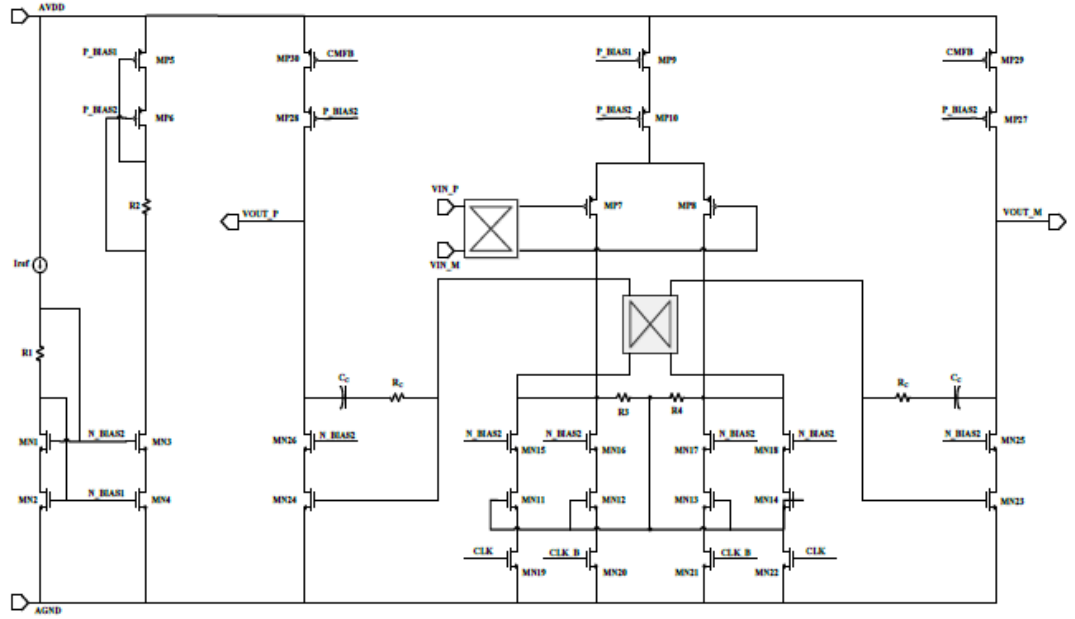 AVDD
P_BIAS1
MP5
MP30
CMFB
P_BIAS1
MP9
CMFB
MP29
P_BIAS2
MP6
MP28
P_BIAS2
P_BIAS2
MP10
P_BIAS2
MP27
R2
VOUT_P
VIN_P
MP7
MP8
VOUT_M
VIN_M
Iref
R1
CC
RC
R3
R4
RC
CC
MN1
N_BIAS2
MN3
MN26
N_BIAS2
N_BIAS2
MN15
N_BIAS2
MN16
MN17
N_BIAS2
MN18
N_BIAS2
N_BIAS2
MN25
MN2
N_BIAS1
MN4
MN24
MN11
MN12
MN13
MN14
MN23
CLK
MN19
CLK_B
MN20
MN21
CLK_B
MN22
CLK
AGND